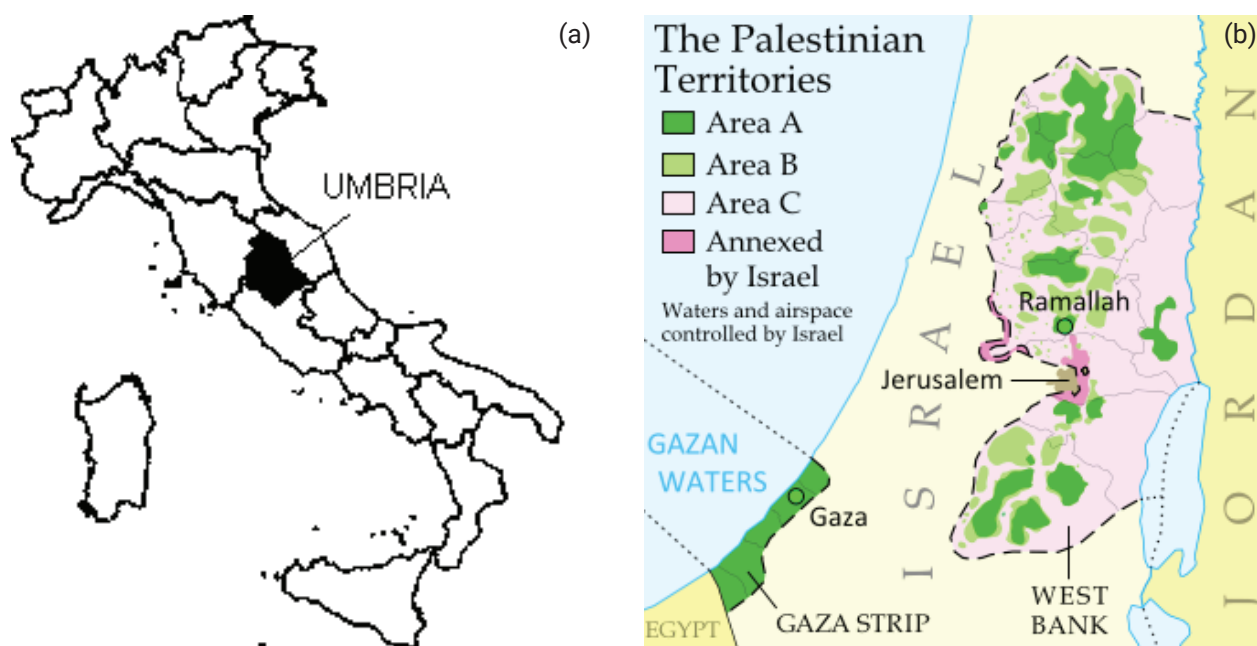 (a)
UMBRIA
(b)
The Palestinian
Territories
Area A
Area B
Area C
Annexed
by Israel
Waters and airspace
controlled by Israel
ISRAEL
JORDAN
Ramallah
Jerusalem
GAZAN
WATERS
Gaza
GAZA STRIP
WEST
BANK
EGYPT